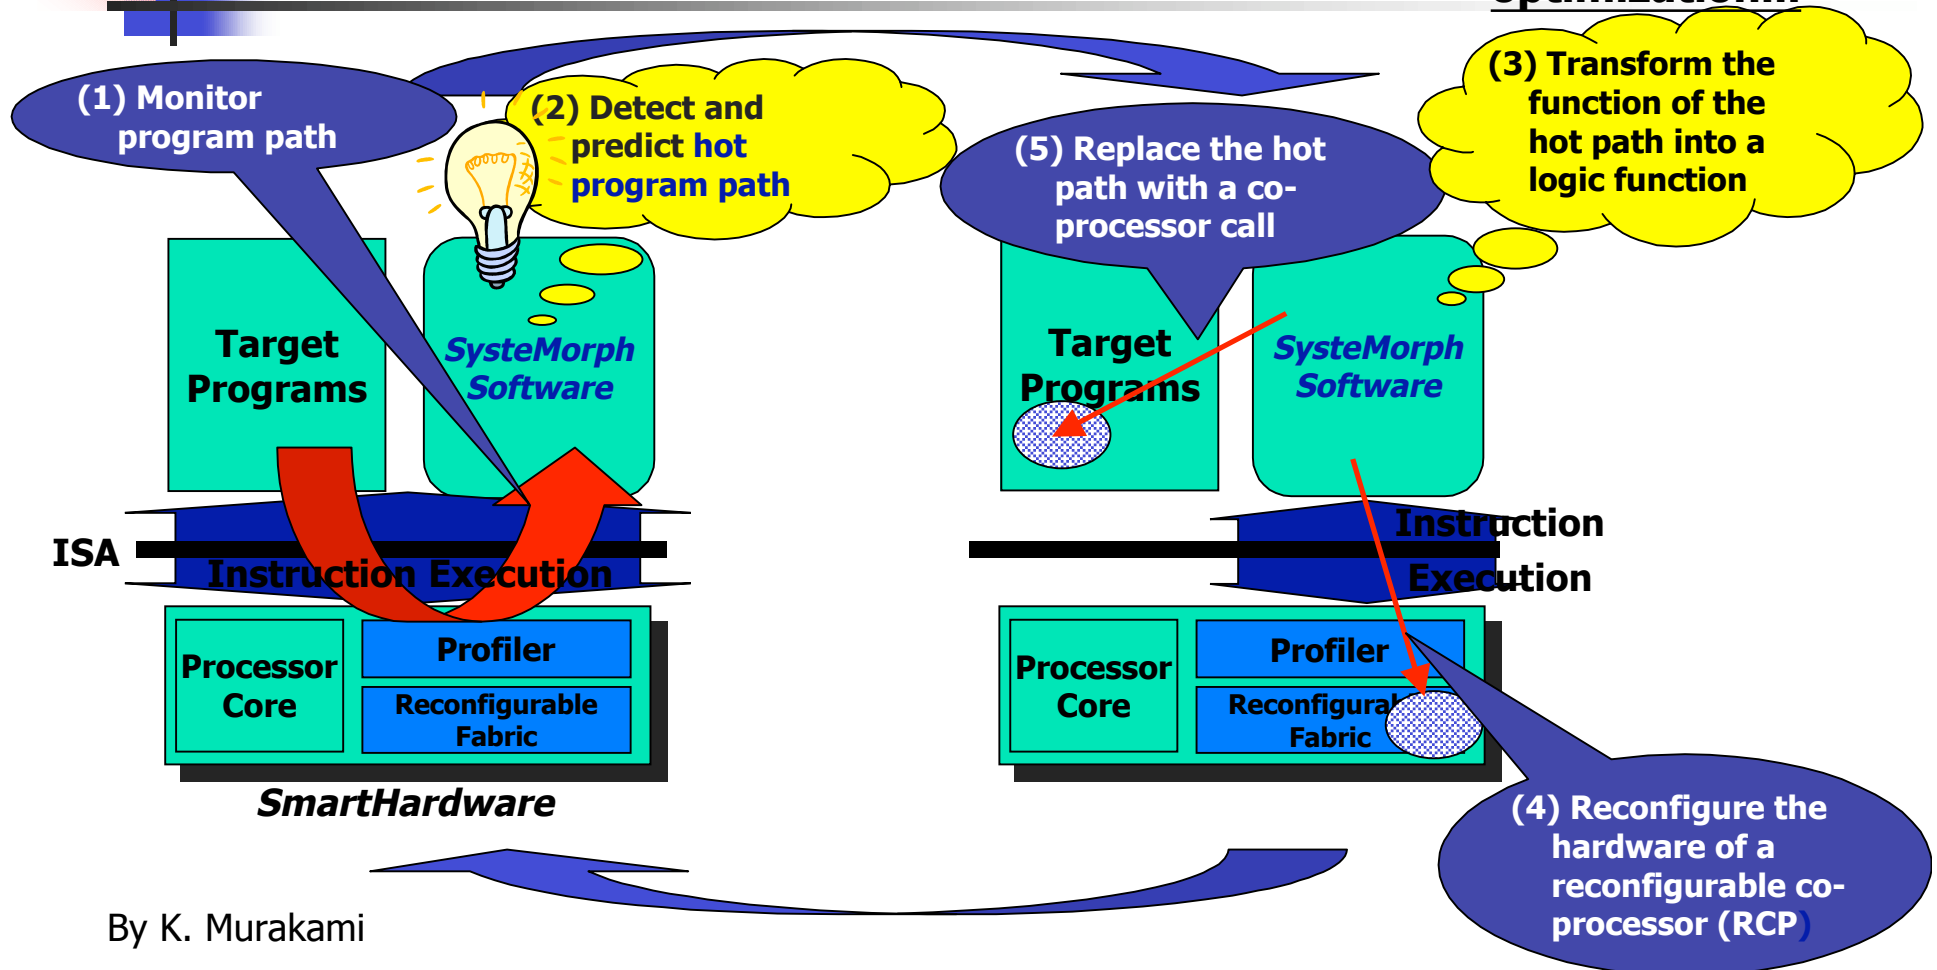 (1) Monitor
program path
(2) Detect and
predict hot
program path
(5) Replace the hot
path with a co-
processor call
(3) Transform the
function of the
hot path into a
logic function
Target
Programs
SysteMorph
Software
Target
Programs
SysteMorph
Software
ISA
Instruction Execution
Instruction
Execution
Processor
Core
Profiler
Reconfigurable
Fabric
Processor
Core
Profiler
Fabric
SmartHardware
(4) Reconfigure the
hardware of a
reconfigurable co-
processor (RCP)
By K. Murakami